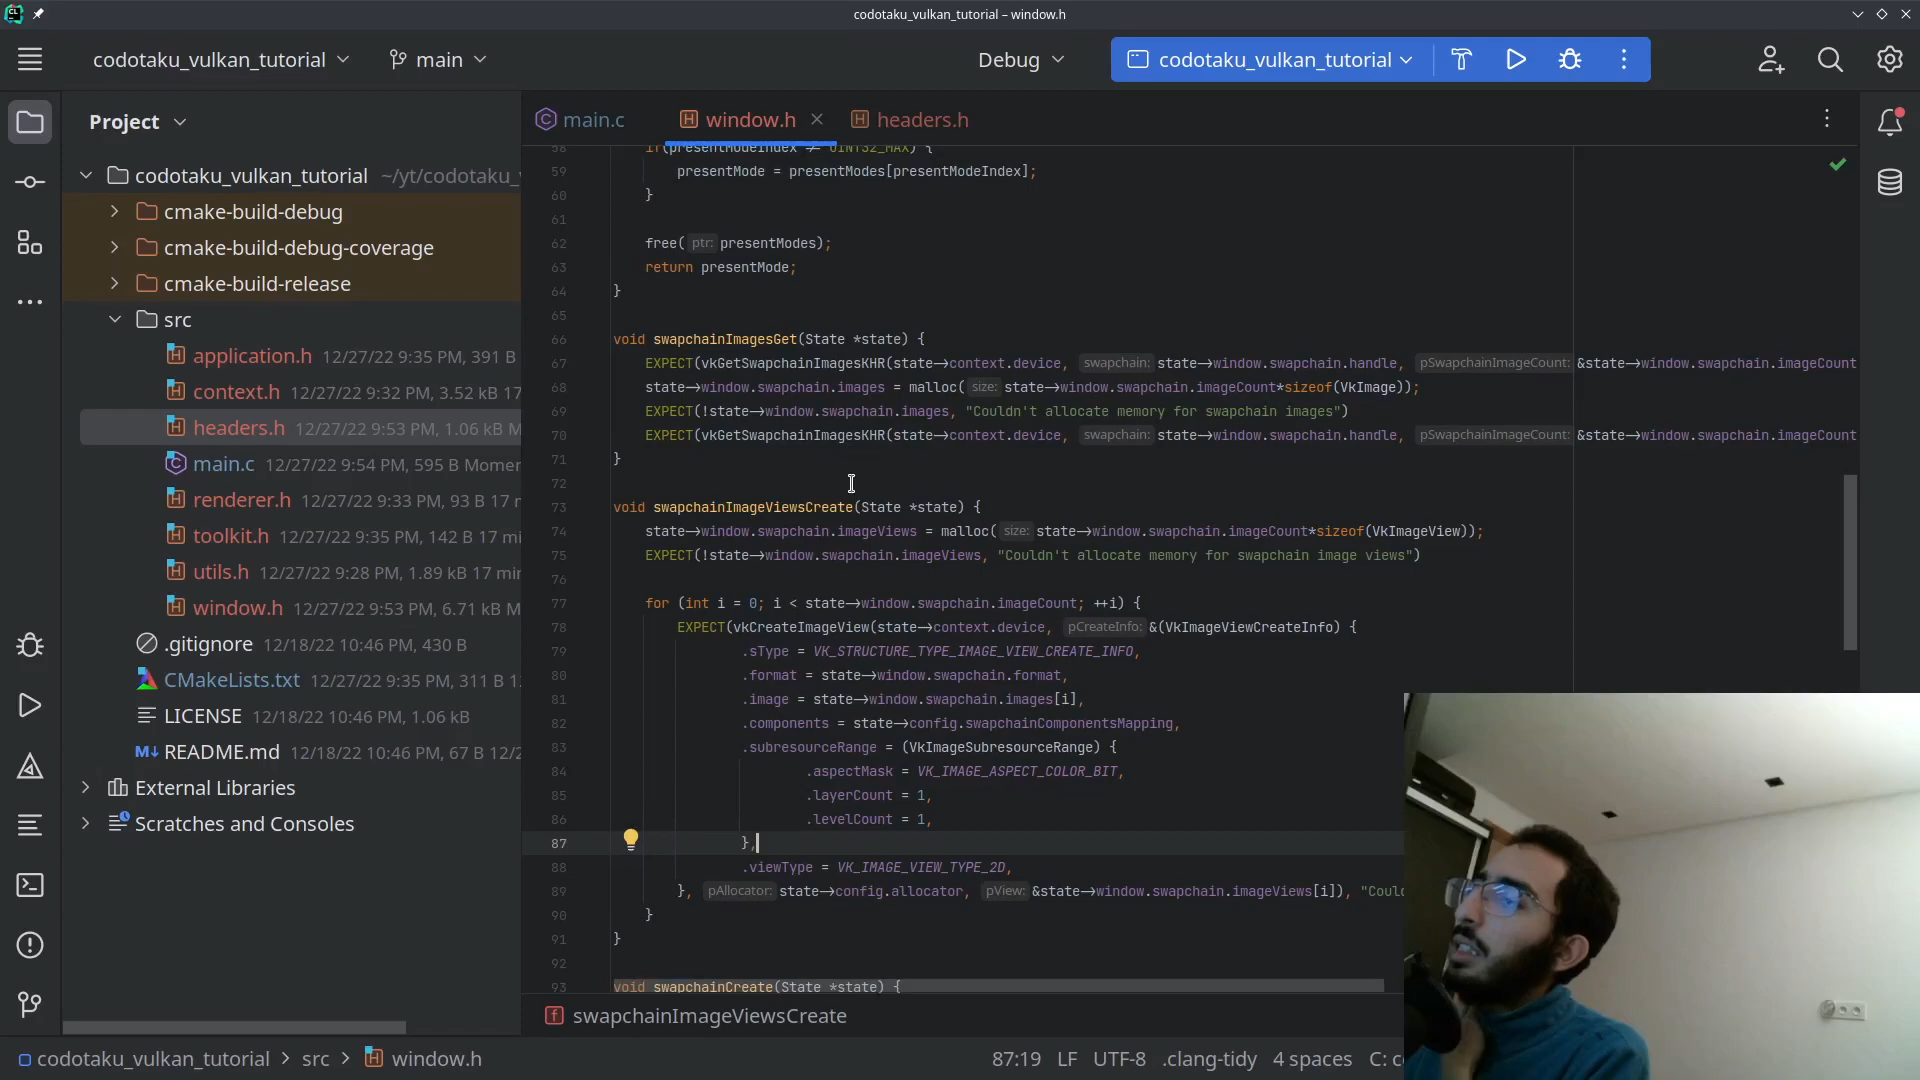 codotaku_vulkan_tutorial – window.h
codotaku_vulkan_tutorial
main
Debug
codotaku_vulkan_tutorial
Project
main.c
window.h
headers.h
codotaku_vulkan_tutorial ~/yt/codotaku_
cmake-build-debug
cmake-build-debug-coverage
cmake-build-release
src
application.h 12/27/22 9:35 PM, 391 B
context.h 12/27/22 9:32 PM, 3.52 kB 17
headers.h 12/27/22 9:53 PM, 1.06 kB M
main.c 12/27/22 9:54 PM, 595 B Momen
renderer.h 12/27/22 9:33 PM, 93 B 17 m
toolkit.h 12/27/22 9:35 PM, 142 B 17 mi
utils.h 12/27/22 9:28 PM, 1.89 kB 17 min
window.h 12/27/22 9:53 PM, 6.71 kB M
.gitignore 12/18/22 10:46 PM, 430 B
CMakeLists.txt 12/27/22 9:35 PM, 311 B 1
LICENSE 12/18/22 10:46 PM, 1.06 kB
M↓ README.md 12/18/22 10:46 PM, 67 B 12/2
External Libraries
Scratches and Consoles
58 if(presentModeIndex ≠ UINT32_MAX) {
59 presentMode = presentModes[presentModeIndex];
60 }
61
62 free( ptr: presentModes);
63 return presentMode;
64 }
65
66 void swapchainImagesGet(State *state) {
67 EXPECT(vkGetSwapchainImagesKHR(state→context.device, swapchain: state→window.swapchain.handle, pSwapchainImageCount: &state→window.swapchain.imageCount
68 state→window.swapchain.images = malloc( size: state→window.swapchain.imageCount*sizeof(VkImage));
69 EXPECT(!state→window.swapchain.images, "Couldn't allocate memory for swapchain images")
70 EXPECT(vkGetSwapchainImagesKHR(state→context.device, swapchain: state→window.swapchain.handle, pSwapchainImageCount: &state→window.swapchain.imageCount
71 }
72
73 void swapchainImageViewsCreate(State *state) {
74 state→window.swapchain.imageViews = malloc( size: state→window.swapchain.imageCount*sizeof(VkImageView));
75 EXPECT(!state→window.swapchain.imageViews, "Couldn't allocate memory for swapchain image views")
76
77 for (int i = 0; i < state→window.swapchain.imageCount; ++i) {
78 EXPECT(vkCreateImageView(state→context.device, pCreateInfo: &(VkImageViewCreateInfo) {
79 .sType = VK_STRUCTURE_TYPE_IMAGE_VIEW_CREATE_INFO,
80 .format = state→window.swapchain.format,
81 .image = state→window.swapchain.images[i],
82 .components = state→config.swapchainComponentsMapping,
83 .subresourceRange = (VkImageSubresourceRange) {
84 .aspectMask = VK_IMAGE_ASPECT_COLOR_BIT,
85 .layerCount = 1,
86 .levelCount = 1,
87 },
88 .viewType = VK_IMAGE_VIEW_TYPE_2D,
89 }, pAllocator: state→config.allocator, pView: &state→window.swapchain.imageViews[i]), "Coul
90 }
91 }
92
93 void swapchainCreate(State *state) {
swapchainImageViewsCreate
codotaku_vulkan_tutorial > src > window.h
87:19 LF UTF-8 .clang-tidy 4 spaces C: c